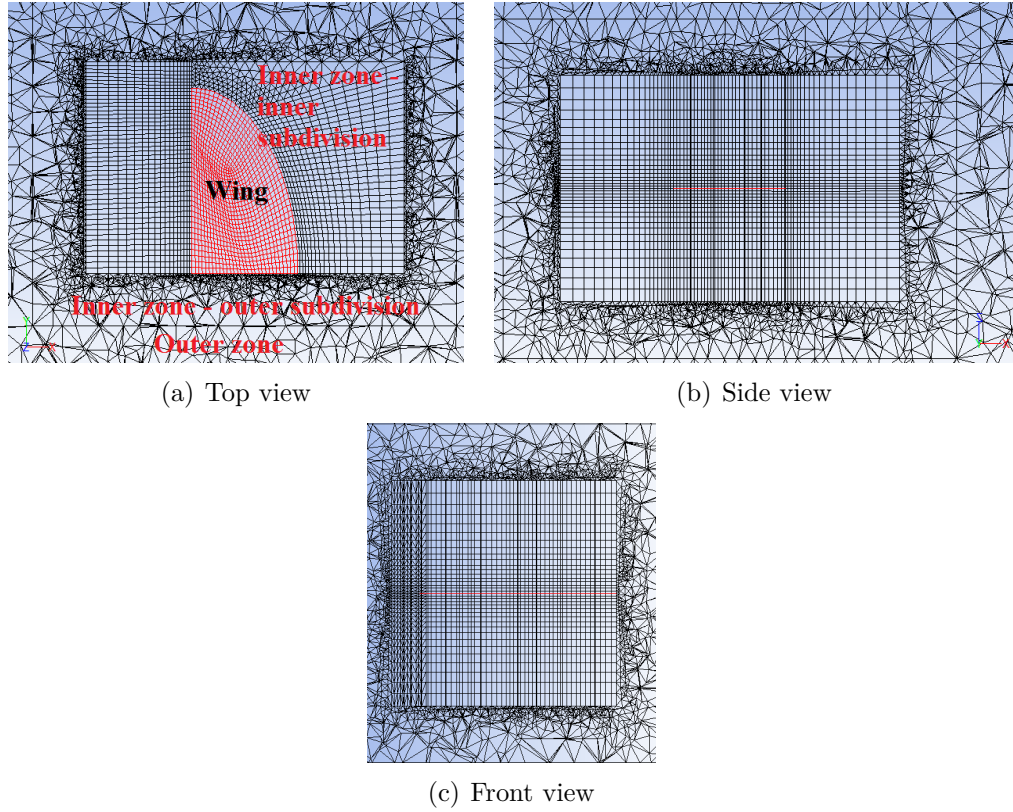 Inner zone -
inner
subdivision
Wing
Inner zone - outer subdivision
Outer zone
(a) Top view
(b) Side view
(c) Front view